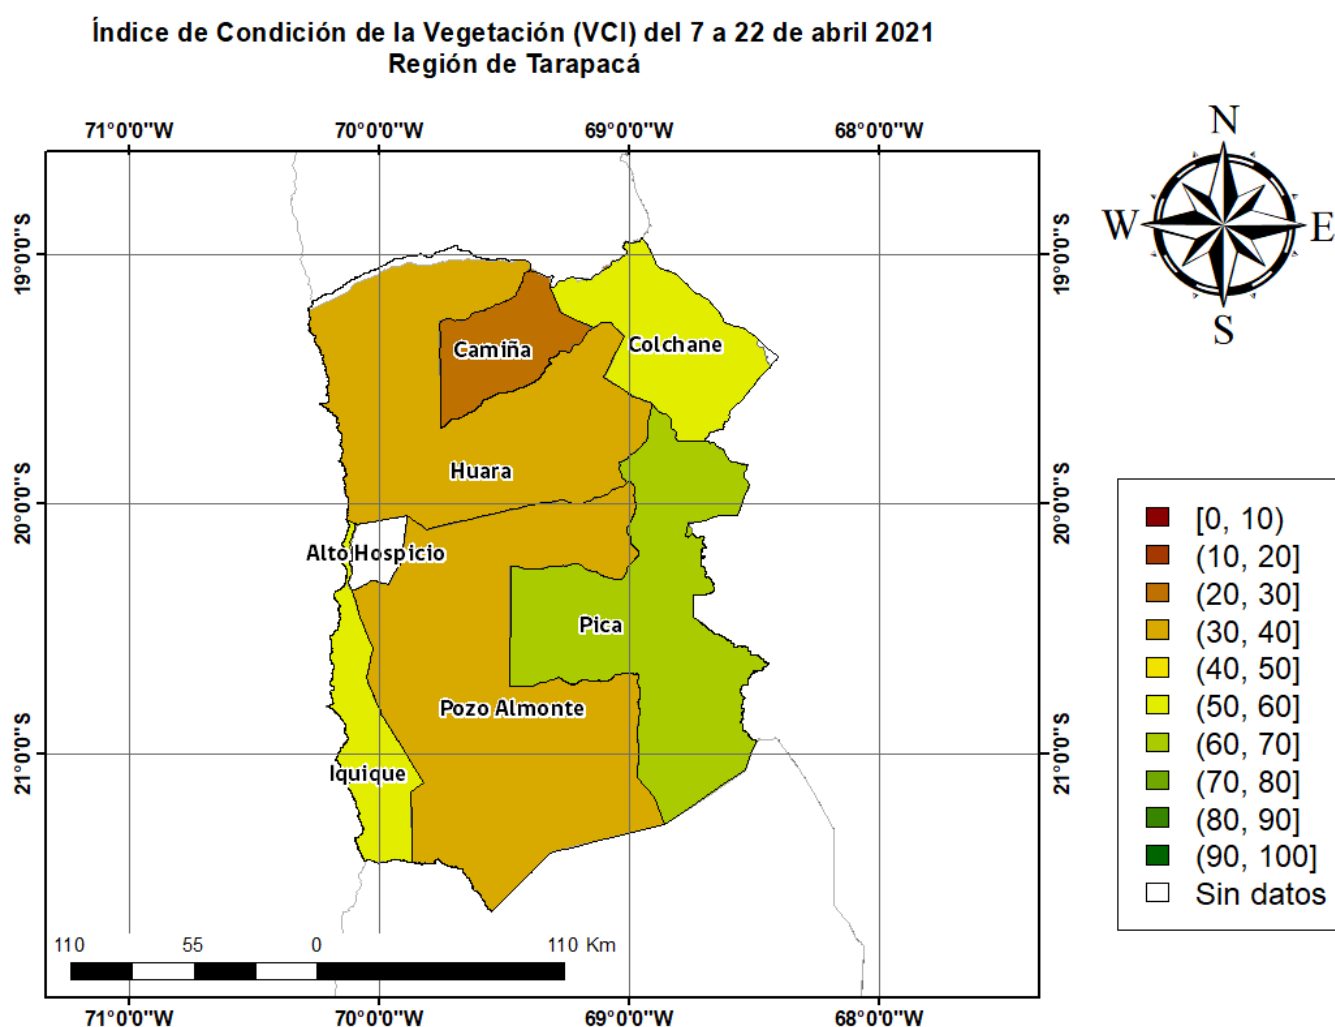 Índice de Condición de la Vegetación (VCI) del 7 a 22 de abril 2021
Región de Tarapacá
71°0'0"W 70°0'0"W 69°0'0"W 68°0'0"W
N
W E
S
19°0'0"S 19°0'0"S
Camiña
Colchane
Huara
20°0'0"S 20°0'0"S
Alto Hospicio
Pica
Pozo Almonte
21°0'0"S 21°0'0"S
Iquique
[0, 10)
(10, 20]
(20, 30]
(30, 40]
(40, 50]
(50, 60]
(60, 70]
(70, 80]
(80, 90]
(90, 100]
Sin datos
110 55 0 110 Km
71°0'0"W 70°0'0"W 69°0'0"W 68°0'0"W